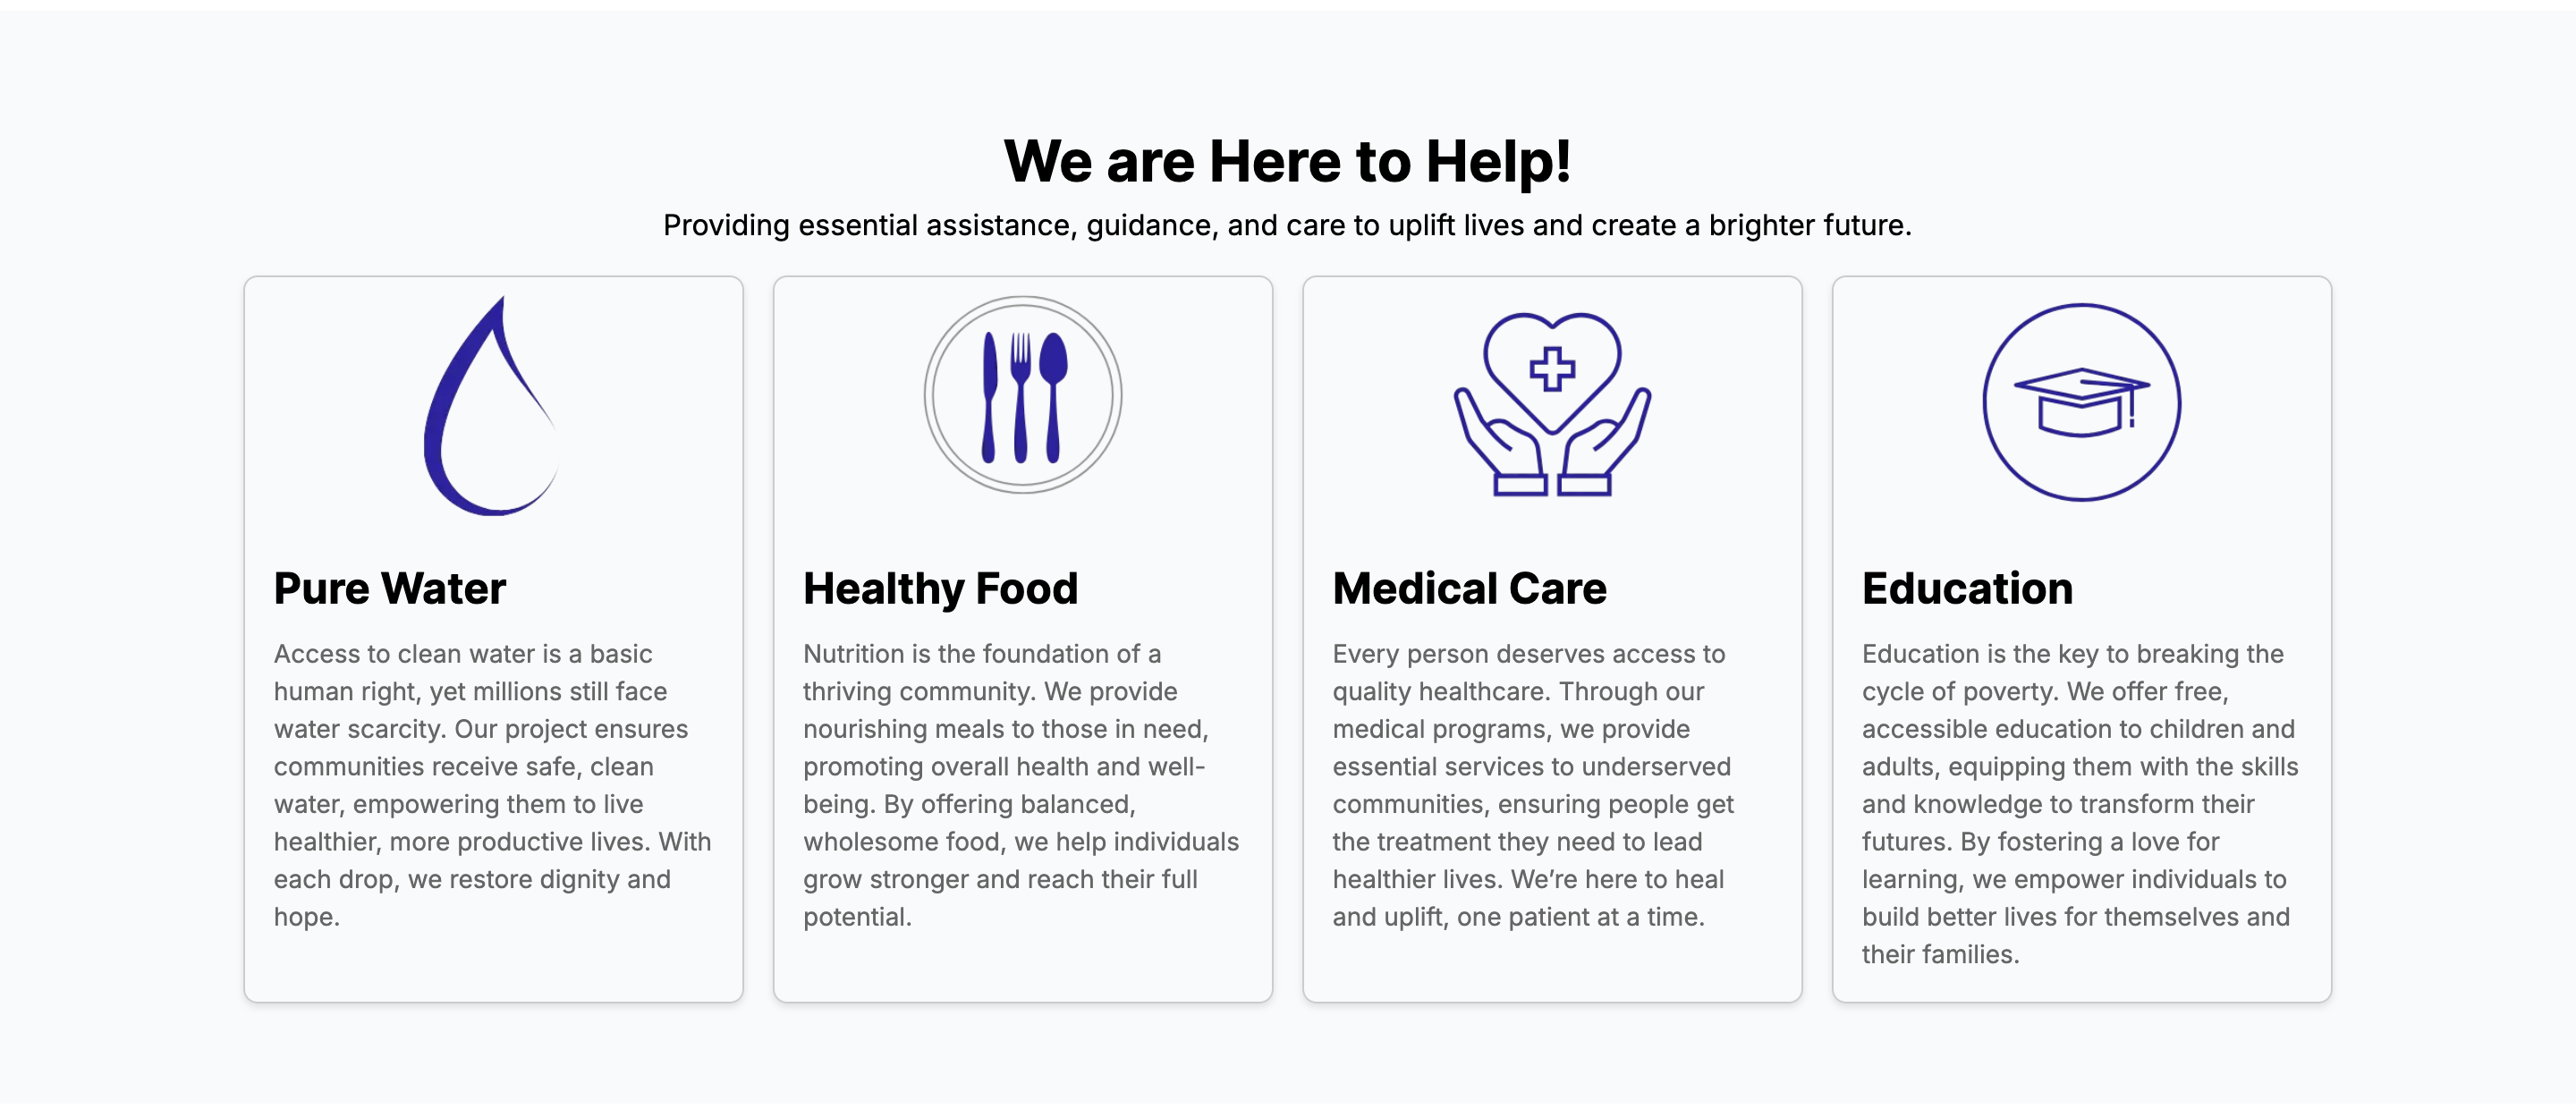 We are Here to Help!
Providing essential assistance, guidance, and care to uplift lives and create a brighter future.
Pure Water
Access to clean water is a basic
human right, yet millions still face
water scarcity. Our project ensures
communities receive safe, clean
water, empowering them to live
healthier, more productive lives. With
each drop, we restore dignity and
hope.
Healthy Food
Nutrition is the foundation of a
thriving community. We provide
nourishing meals to those in need,
promoting overall health and well-
being. By offering balanced,
wholesome food, we help individuals
grow stronger and reach their full
potential.
Medical Care
Every person deserves access to
quality healthcare. Through our
medical programs, we provide
essential services to underserved
communities, ensuring people get
the treatment they need to lead
healthier lives. We’re here to heal
and uplift, one patient at a time.
Education
Education is the key to breaking the
cycle of poverty. We offer free,
accessible education to children and
adults, equipping them with the skills
and knowledge to transform their
futures. By fostering a love for
learning, we empower individuals to
build better lives for themselves and
their families.